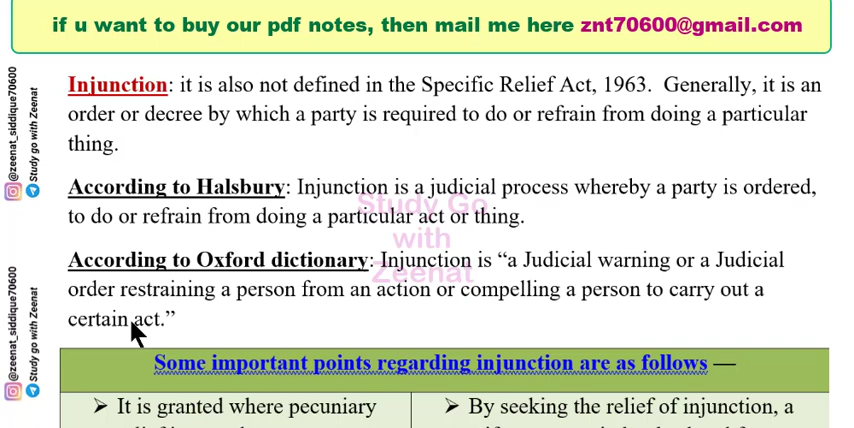 if u want to buy our pdf notes, then mail me here znt70600@gmail.com
@zeenat_siddique70600
Study go with Zeenat
Injunction: it is also not defined in the Specific Relief Act, 1963. Generally, it is an
order or decree by which a party is required to do or refrain from doing a particular
thing.
According to Halsbury: Injunction is a judicial process whereby a party is ordered,
to do or refrain from doing a particular act or thing.
Study Go
with
Zeenat
According to Oxford dictionary: Injunction is “a Judicial warning or a Judicial
order restraining a person from an action or compelling a person to carry out a
certain act.”
@zeenat_siddique70600
Study go with Zeenat
Some important points regarding injunction are as follows —
➢ It is granted where pecuniary
➢ By seeking the relief of injunction, a